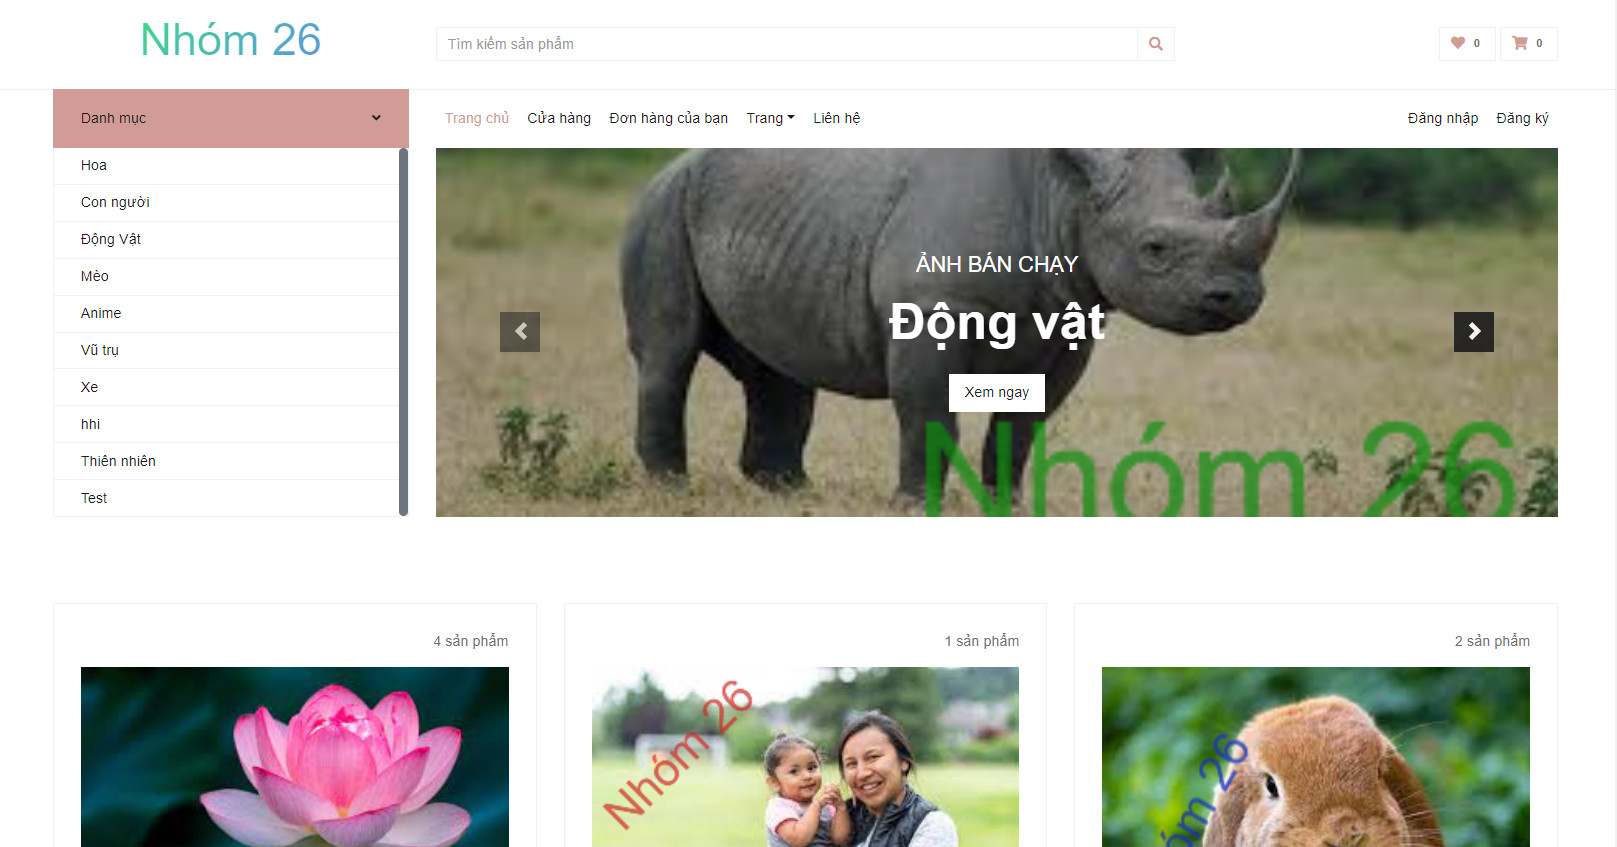 Nhóm 26
Tìm kiếm sản phẩm
0
0
Danh mục
Trang chủ
Cửa hàng
Đơn hàng của bạn
Trang
Liên hệ
Đăng nhập
Đăng ký
Hoa
Con người
Động Vật
Mèo
Anime
Vũ trụ
Xe
hhi
Thiên nhiên
Test
ẢNH BÁN CHẠY
Động vật
Xem ngay
Nhóm 26
4 sản phẩm
1 sản phẩm
2 sản phẩm
Nhóm 26
óm 26